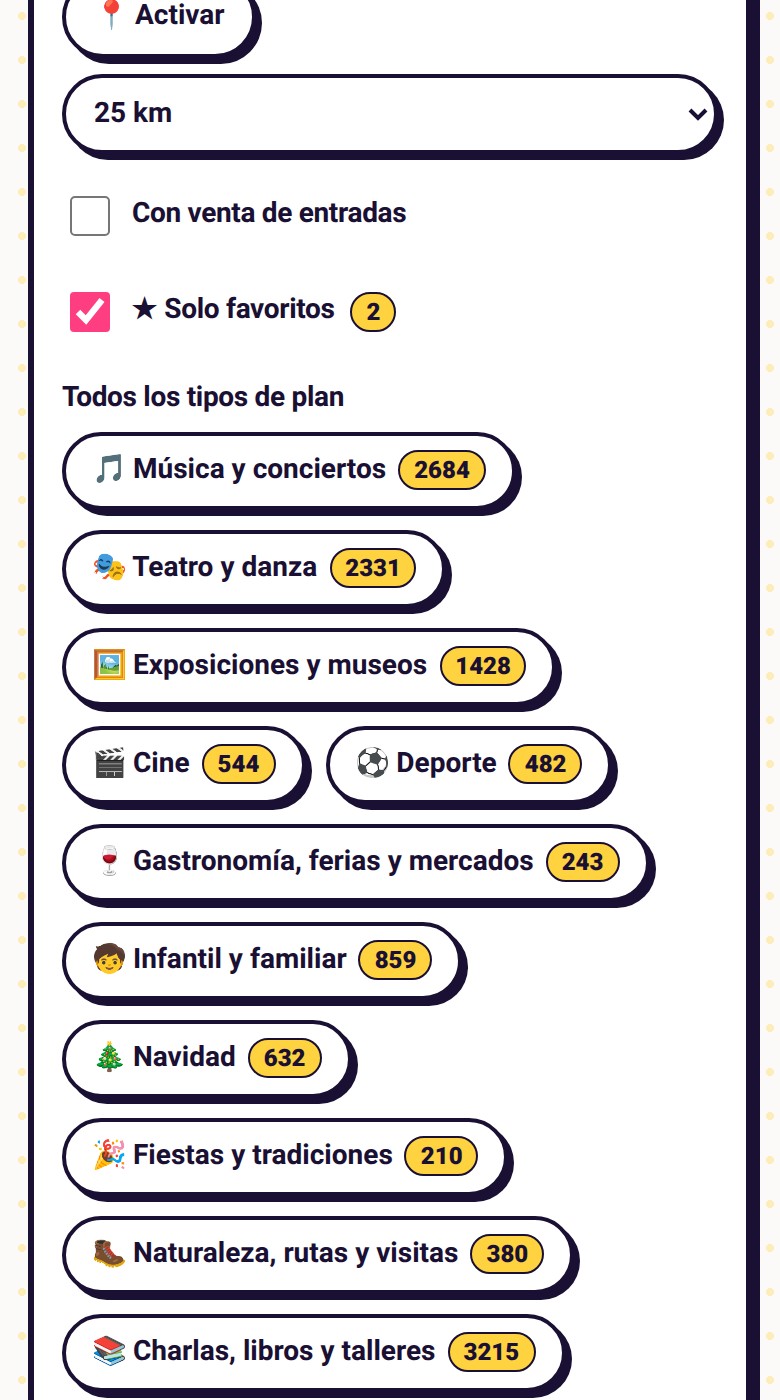 Activar
25 km
Con venta de entradas
★ Solo favoritos 2
Todos los tipos de plan
Música y conciertos 2684
Teatro y danza 2331
Exposiciones y museos 1428
Cine 544 Deporte 482
Gastronomía, ferias y mercados 243
Infantil y familiar 859
Navidad 632
Fiestas y tradiciones 210
Naturaleza, rutas y visitas 380
Charlas, libros y talleres 3215